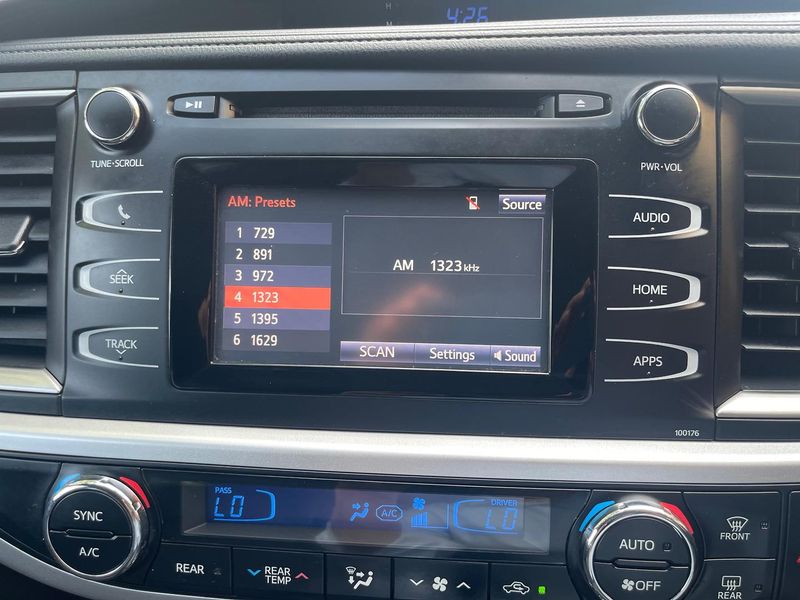 H
M
4:26
TUNE•SCROLL
PWR•VOL
AM: Presets
Source
1 729
2 891
3 972
4 1323
5 1395
6 1629
AM 1323 kHz
SCAN
Settings
Sound
SEEK
TRACK
AUDIO
HOME
APPS
100176
PASS
LO
A/C
DRIVER
LO
SYNC
A/C
AUTO
OFF
FRONT
REAR
REAR
TEMP
REAR